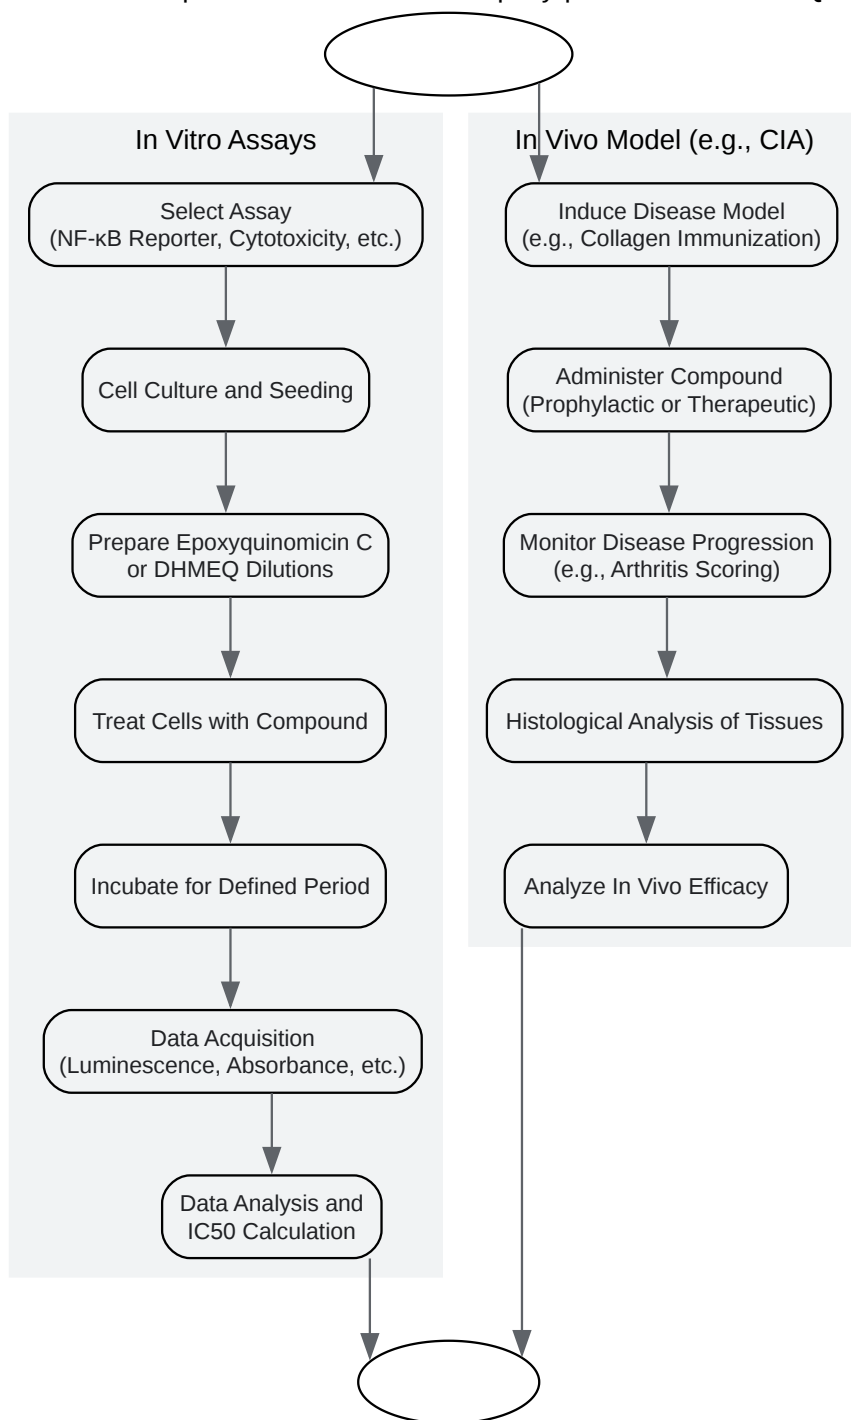 In Vitro Assays
Select Assay
(NF-κB Reporter, Cytotoxicity, etc.)
Cell Culture and Seeding
Prepare Epoxyquinomicin C
or DHMEQ Dilutions
Treat Cells with Compound
Incubate for Defined Period
Data Acquisition
(Luminescence, Absorbance, etc.)
Data Analysis and
IC50 Calculation
In Vivo Model (e.g., CIA)
Induce Disease Model
(e.g., Collagen Immunization)
Administer Compound
(Prophylactic or Therapeutic)
Monitor Disease Progression
(e.g., Arthritis Scoring)
Histological Analysis of Tissues
Analyze In Vivo Efficacy